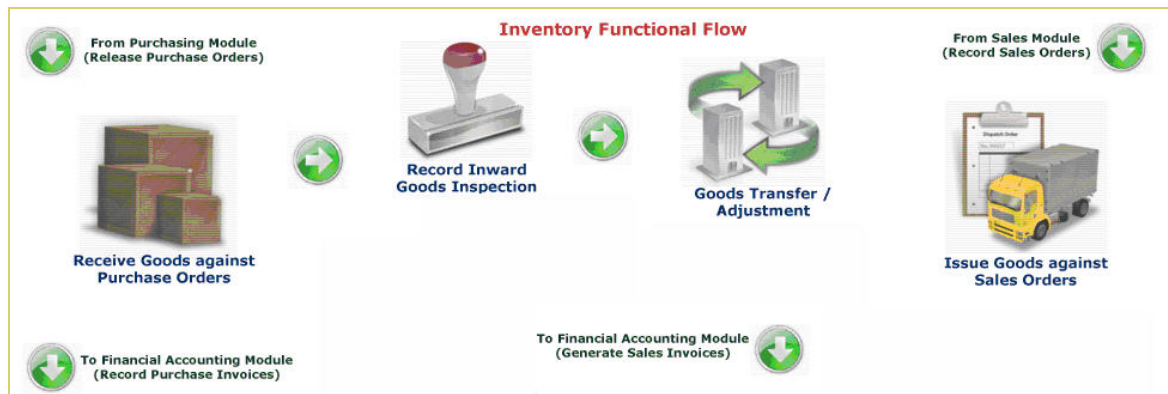 Inventory Functional Flow
From Purchasing Module
(Release Purchase Orders)
From Sales Module
(Record Sales Orders)
Dispatch Order
Record Inward
Goods Inspection
Goods Transfer /
Adjustment
Receive Goods against
Purchase Orders
Issue Goods against
Sales Orders
To Financial Accounting Module
(Generate Sales Invoices)
To Financial Accounting Module
(Record Purchase Invoices)